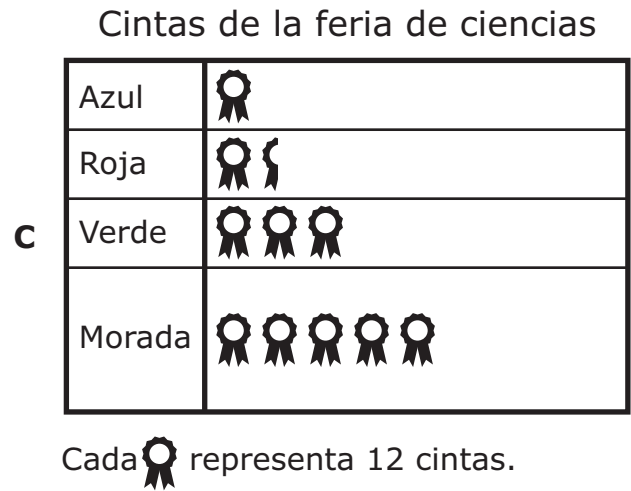 Cintas de la feria de ciencias
Azul
Roja
C
Verde
Morada
Cada representa 12 cintas.